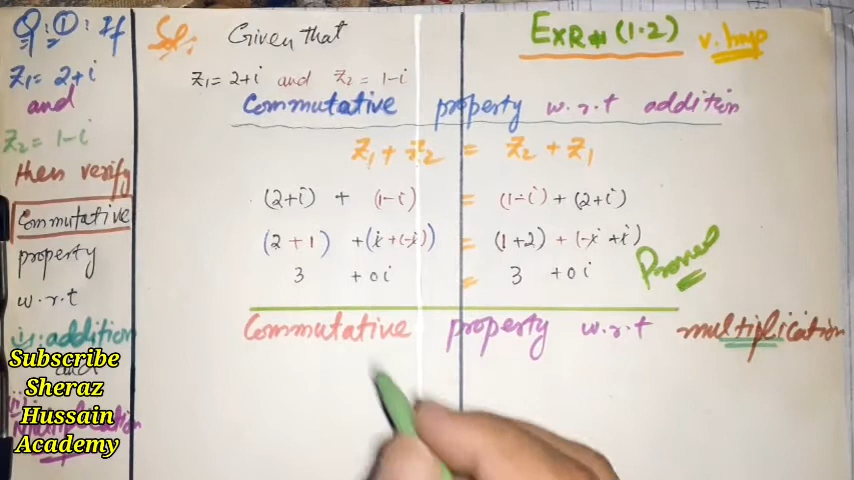 Q:①: If
Z₁ = 2+i
and
Z₂ = 1-i
then verify
Commutative
property
w.r.t
i): addition
and
Multiplication
Subscribe
Sheraz
Hussain
Academy
Sol:
Given that
EXR # (1.2)
v.Imp
Z₁ = 2+i and Z₂ = 1-i
Commutative property w.r.t addition
Z₁ + Z₂ = Z₂ + Z₁
(2+i) + (1-i) = (1-i) + (2+i)
(2+1) + (i+(-i)) = (1+2) + (-i+i)
3 + 0i = 3 + 0i
Proved
Commutative property w.r.t multiplication